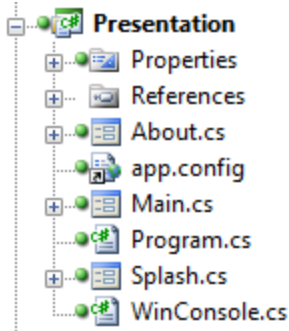 Presentation
Properties
References
About.cs
app.config
Main.cs
Program.cs
Splash.cs
WinConsole.cs